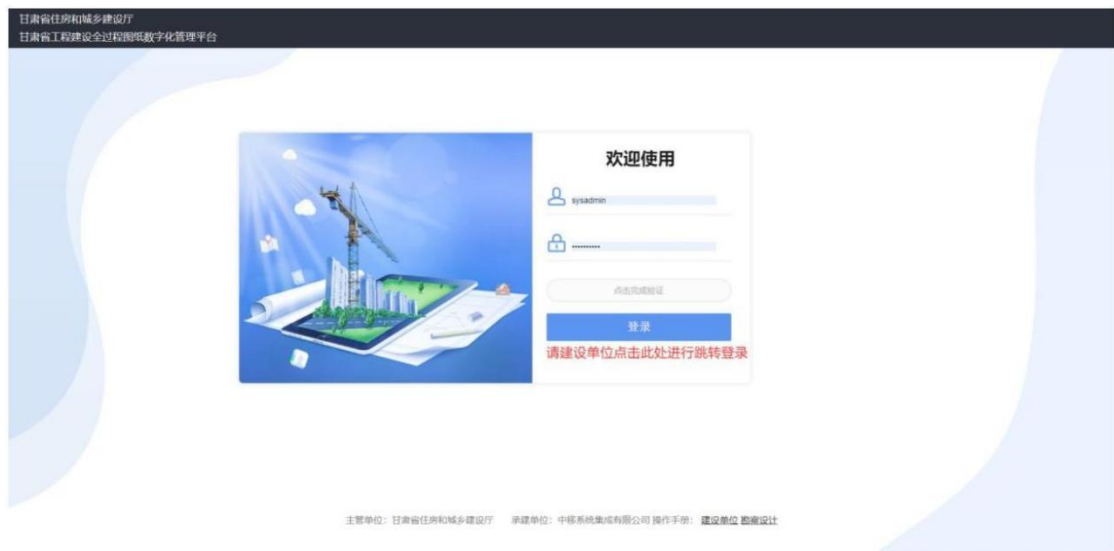 甘肃省住房和城乡建设厅
甘肃省工程建设全过程图纸数字化管理平台
欢迎使用
sysadmin
••••••••••
点击完成验证
登录
请建设单位点击此处进行跳转登录
主管单位：甘肃省住房和城乡建设厅 承建单位：中移系统集成有限公司 操作手册： 建设单位 勘察设计